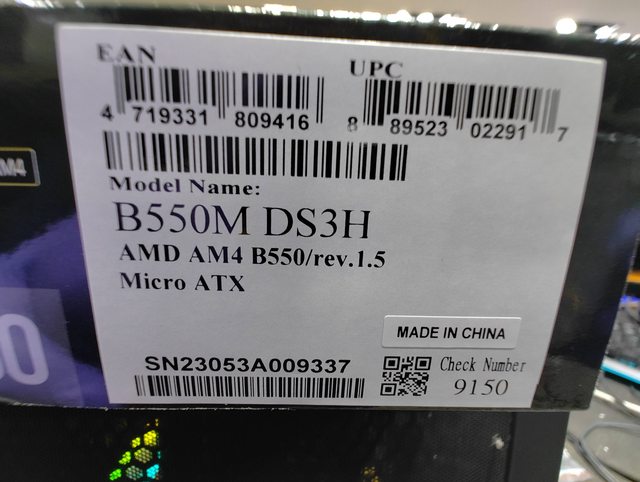 EAN
UPC
4 719331 809416
8 89523 02291 7
Model Name:
B550M DS3H
AMD AM4 B550/rev.1.5
Micro ATX
MADE IN CHINA
SN23053A009337
Check Number
9150